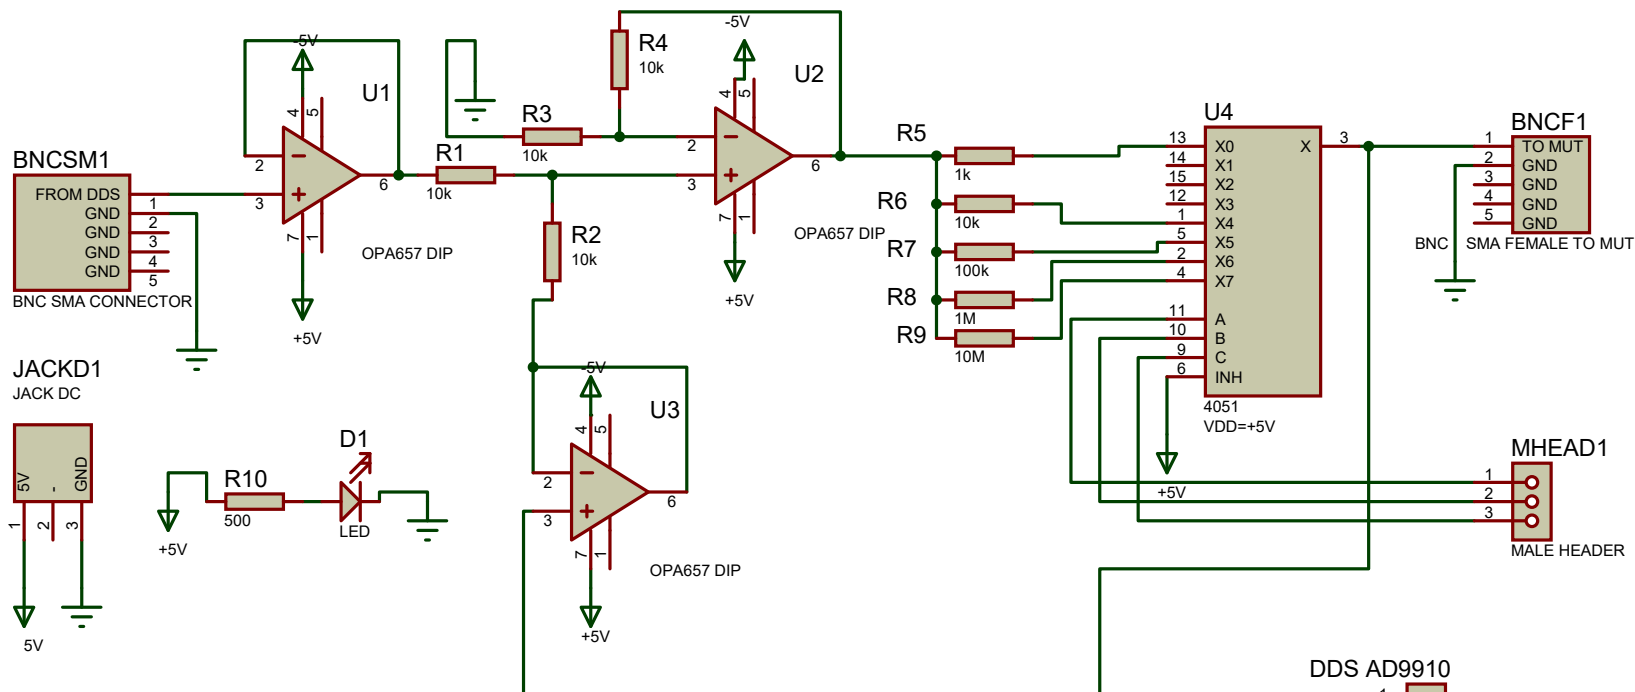 -5V
U1
4
5
2
6
3
7
1
OPA657 DIP
+5V
BNCSM1
FROM DDS
GND
GND
GND
GND
1
2
3
4
5
BNC SMA CONNECTOR
R4
10k
R3
10k
R1
10k
R2
10k
-5V
U2
4
5
2
6
3
7
1
OPA657 DIP
+5V
R5
1k
R6
10k
R7
100k
R8
1M
R9
10M
U4
13
X0
X
3
14
X1
15
X2
12
X3
1
X4
5
X5
2
X6
4
X7
11
A
10
B
9
C
6
INH
4051
VDD=+5V
+5V
BNCF1
1
TO MUT
2
GND
3
GND
4
GND
5
GND
BNC
SMA FEMALE TO MUT
JACKD1
JACK DC
5V
-
GND
1
2
3
5V
R10
500
+5V
D1
LED
-5V
U3
4
5
2
6
3
7
1
OPA657 DIP
+5V
MHEAD1
1
2
3
MALE HEADER
DDS AD9910